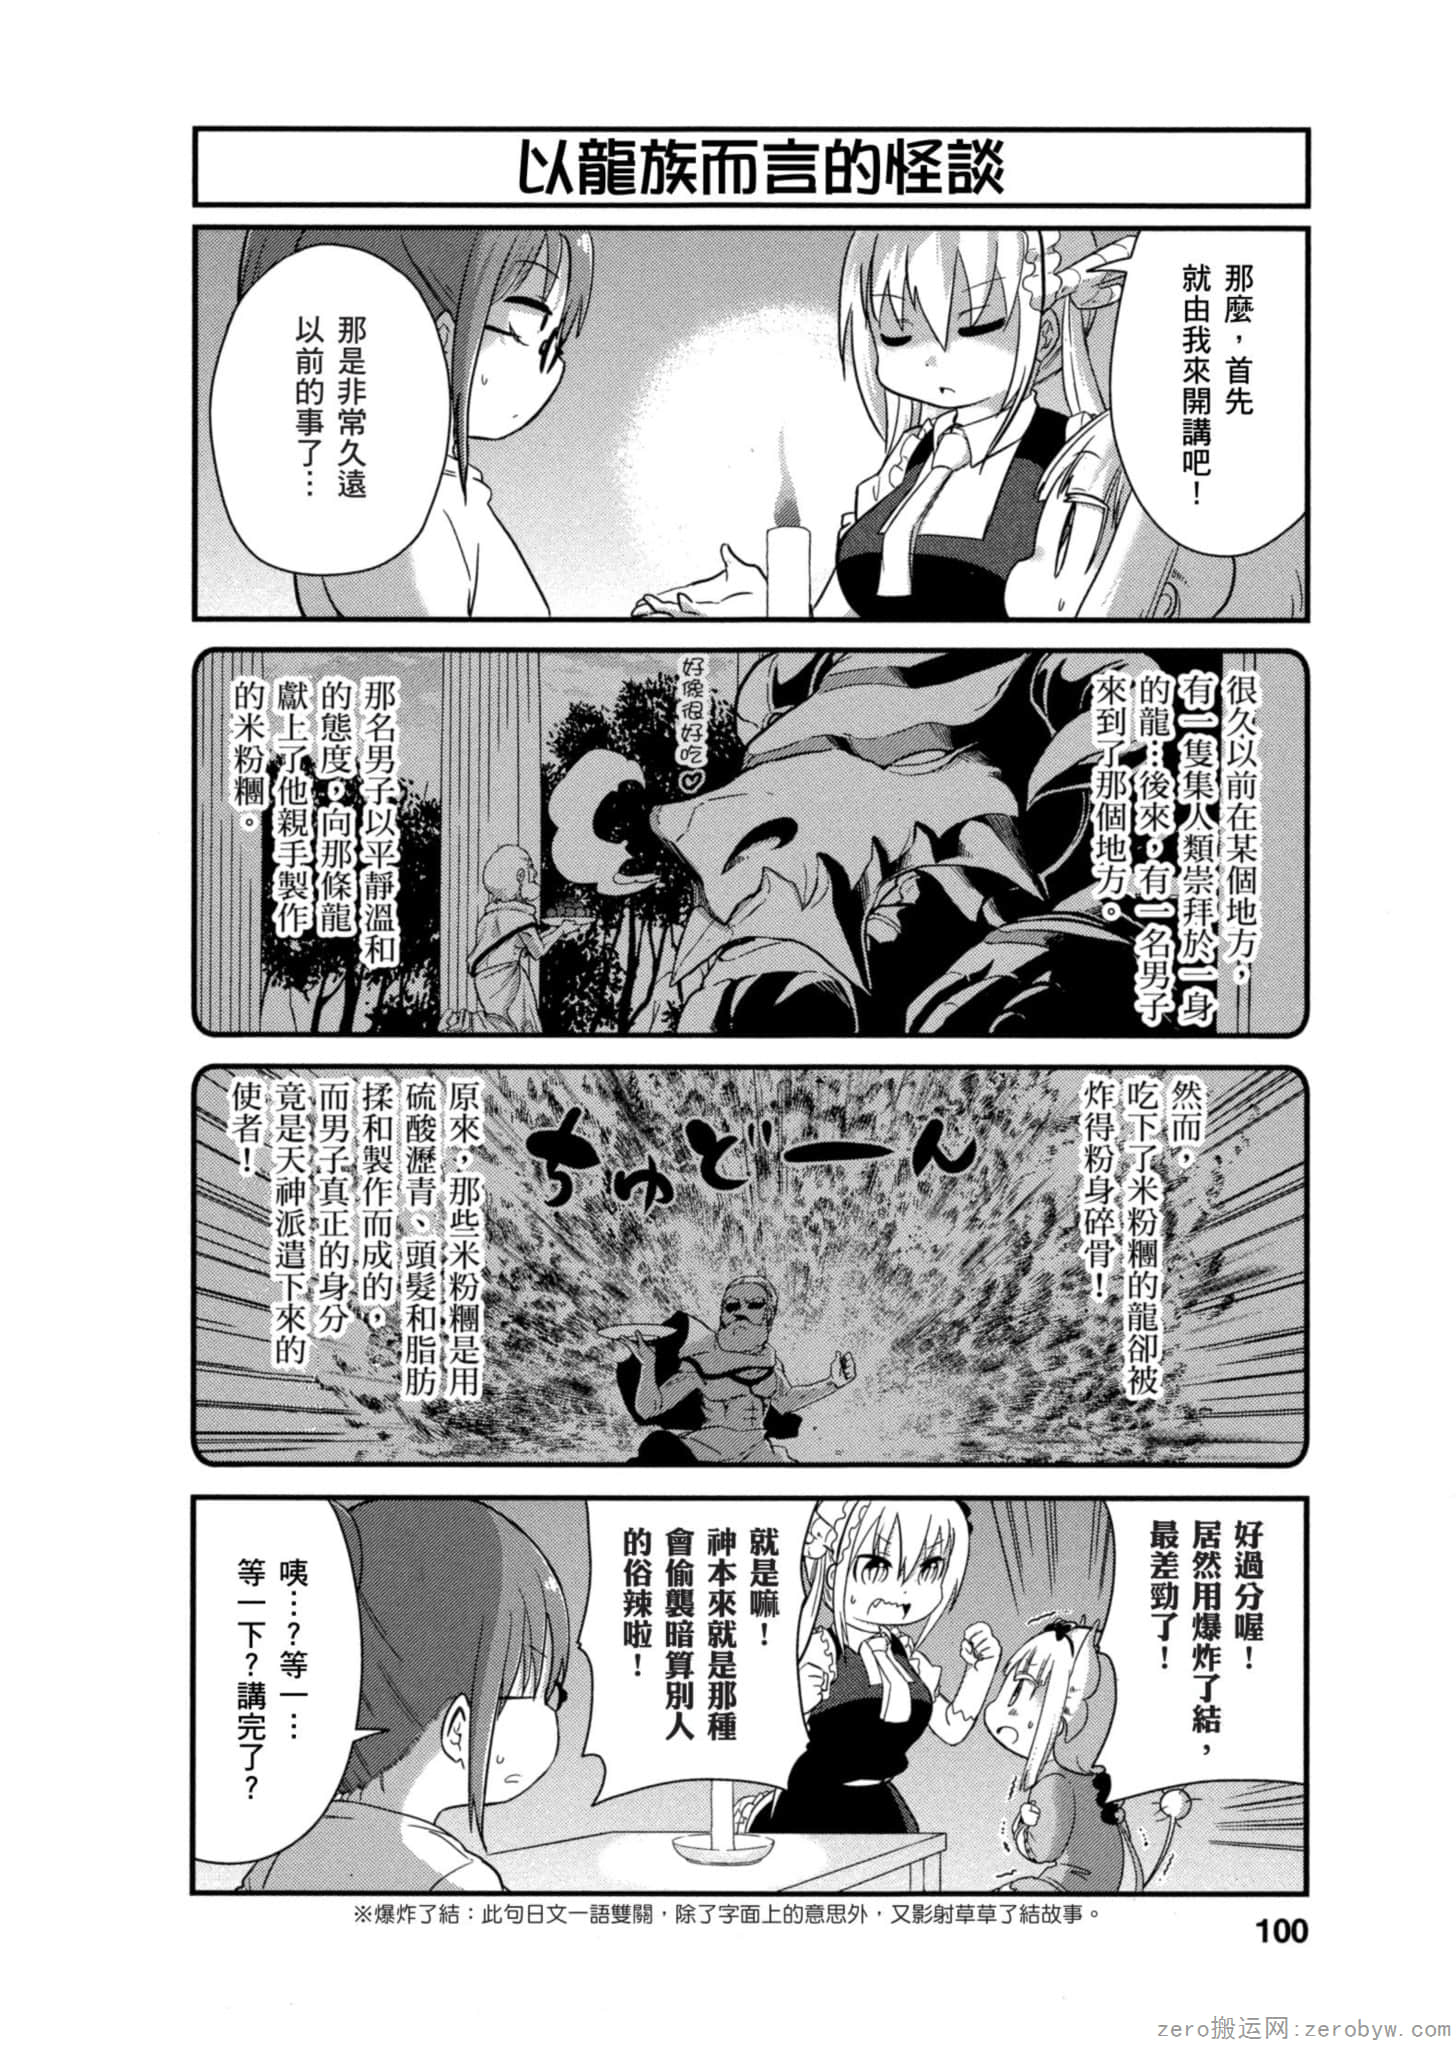 以龍族而言的怪談
那麼，首先
就由我來開講吧！
那是非常久遠
以前的事了…
很久以前在某個地方，
有一隻集人類崇拜於一身
的龍…後來，有一名男子
來到了那個地方。
好像很好吃♡
那名男子以平靜溫和
的態度，向那條龍
獻上了他親手製作
的米粉糰。
然而，
吃下了米粉糰的龍卻被
炸得粉身碎骨！
ちゅどーん
原來，那些米粉糰是用
硫酸瀝青、頭髮和脂肪
揉和製作而成的，
而男子真正的身分
竟是天神派遣下來的
使者！
好過分喔！
居然用爆炸了結，
最差勁了！
就是嘛！
神本來就是那種
會偷襲暗算別人
的俗辣啦！
咦…？等一…
等一下？講完了？
※爆炸了結：此句日文一語雙關，除了字面上的意思外，又影射草草了結故事。
100
zero搬运网:zerobyw.com